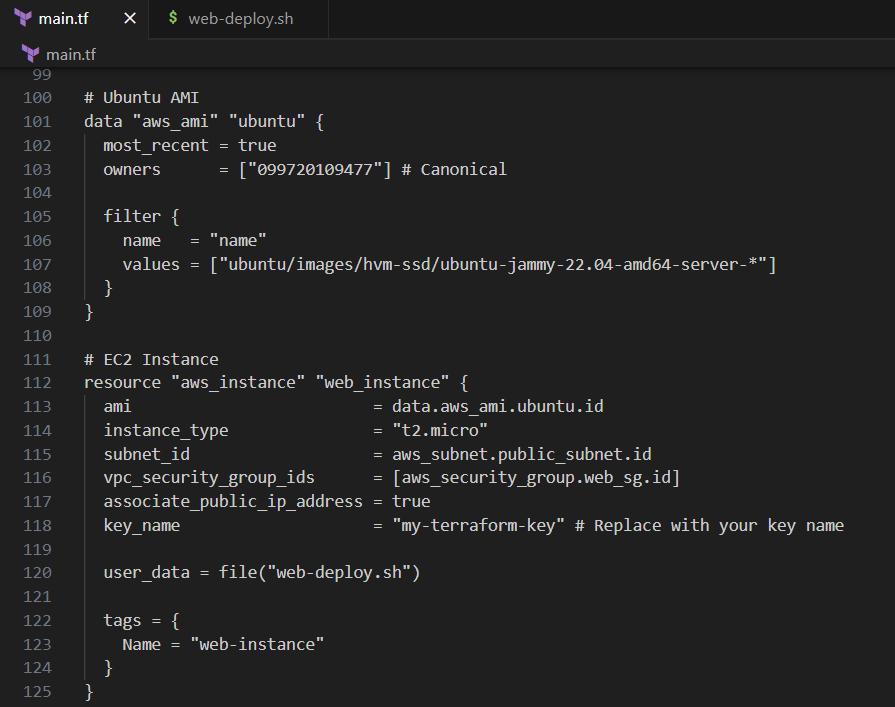 main.tf
$ web-deploy.sh
main.tf
99
100 # Ubuntu AMI
101 data "aws_ami" "ubuntu" {
102   most_recent = true
103   owners      = ["099720109477"] # Canonical
104
105   filter {
106     name   = "name"
107     values = ["ubuntu/images/hvm-ssd/ubuntu-jammy-22.04-amd64-server-*"]
108   }
109 }
110
111 # EC2 Instance
112 resource "aws_instance" "web_instance" {
113   ami                         = data.aws_ami.ubuntu.id
114   instance_type               = "t2.micro"
115   subnet_id                   = aws_subnet.public_subnet.id
116   vpc_security_group_ids      = [aws_security_group.web_sg.id]
117   associate_public_ip_address = true
118   key_name                    = "my-terraform-key" # Replace with your key name
119
120   user_data = file("web-deploy.sh")
121
122   tags = {
123     Name = "web-instance"
124   }
125 }